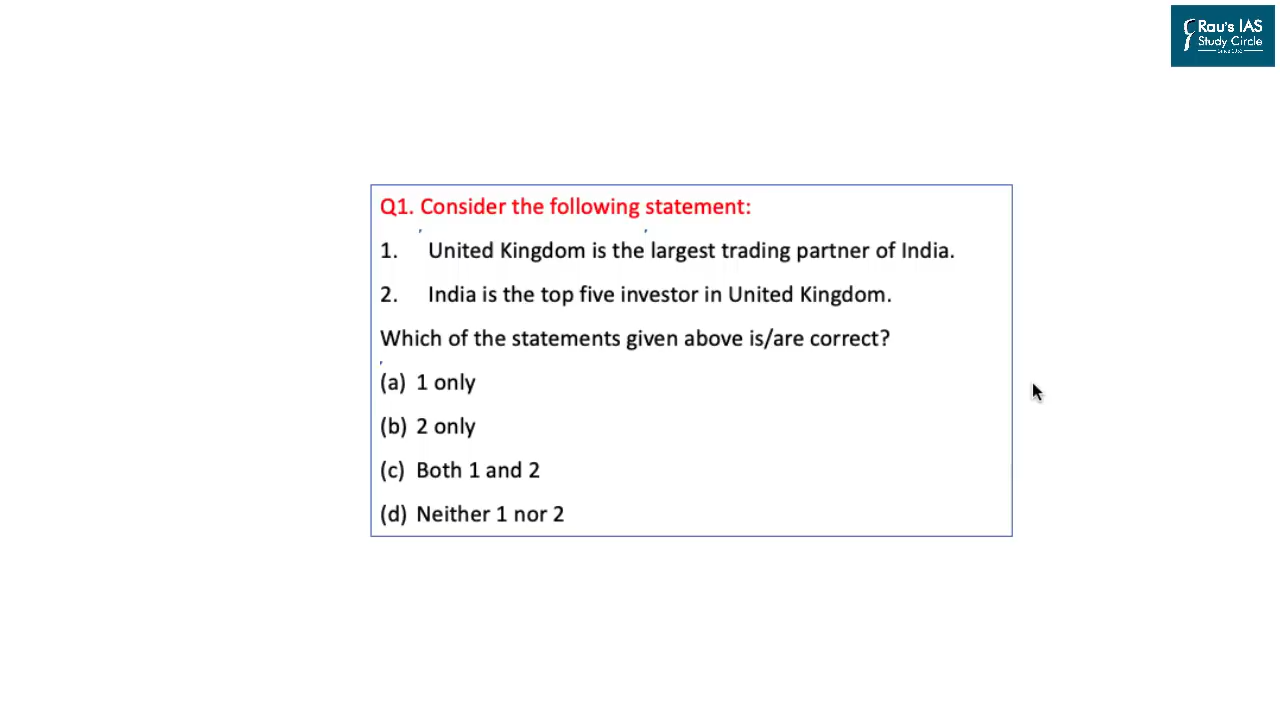 Rau's IAS
Study Circle
Q1. Consider the following statement:
1. United Kingdom is the largest trading partner of India.
2. India is the top five investor in United Kingdom.
Which of the statements given above is/are correct?
(a) 1 only
(b) 2 only
(c) Both 1 and 2
(d) Neither 1 nor 2